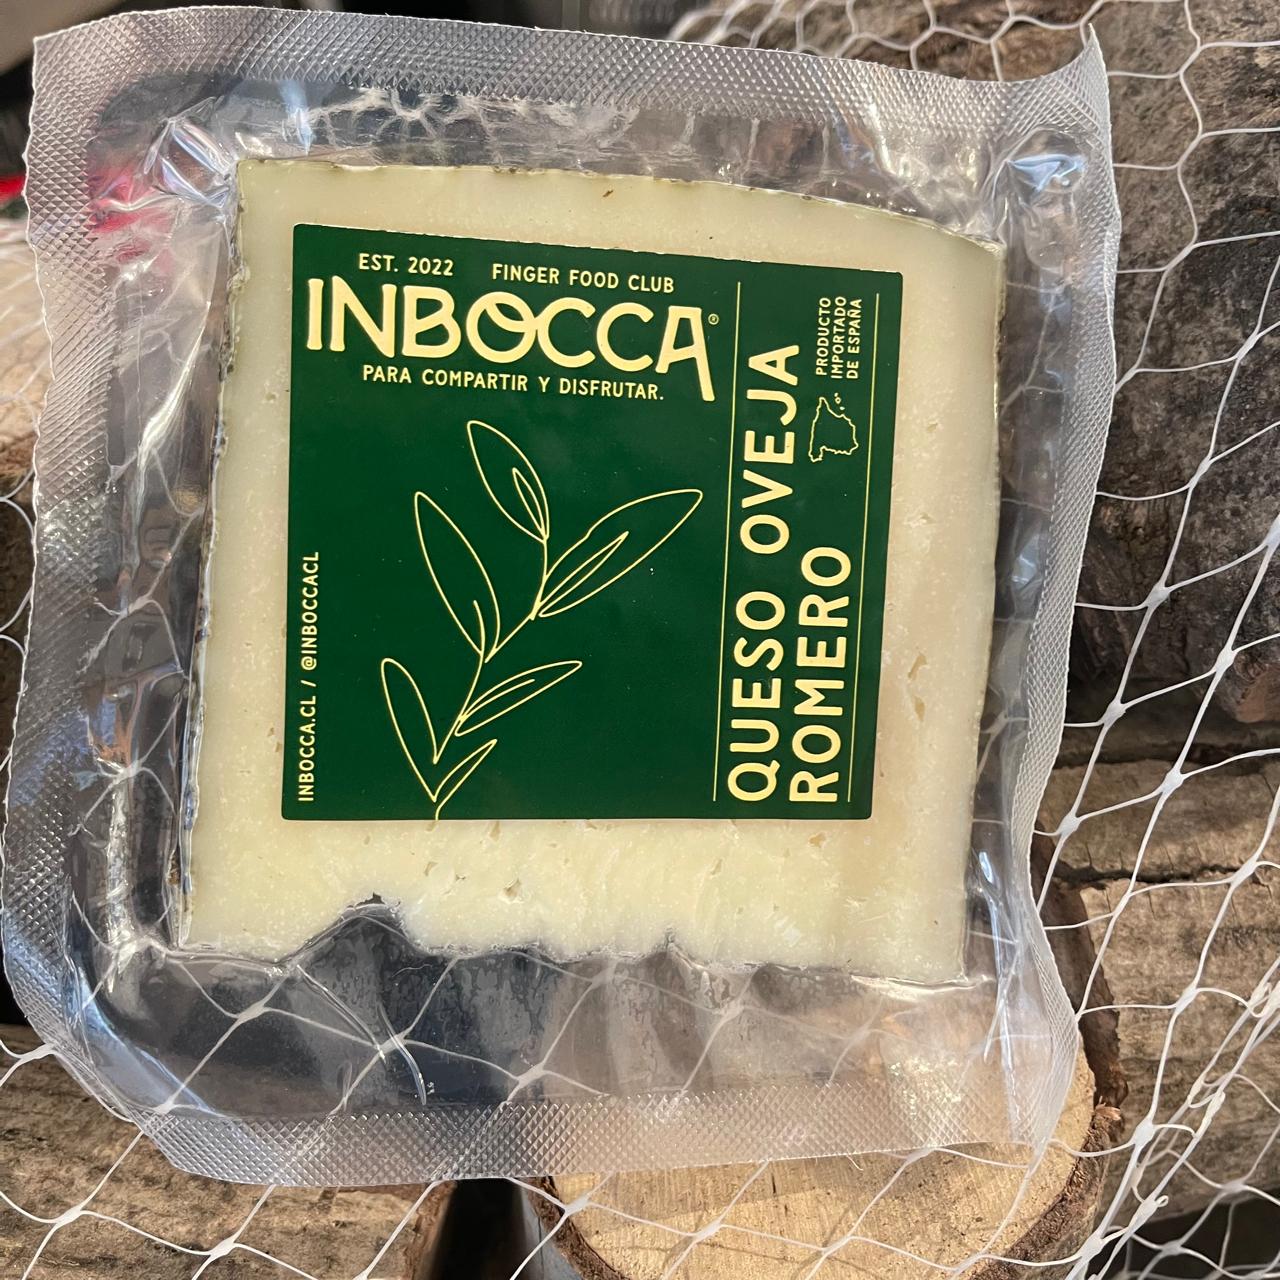 EST. 2022 FINGER FOOD CLUB
INBOCCA®
PARA COMPARTIR Y DISFRUTAR.
INBOCCA.CL / @INBOCCACL
QUESO OVEJA
ROMERO
PRODUCTO
IMPORTADO
DE ESPAÑA